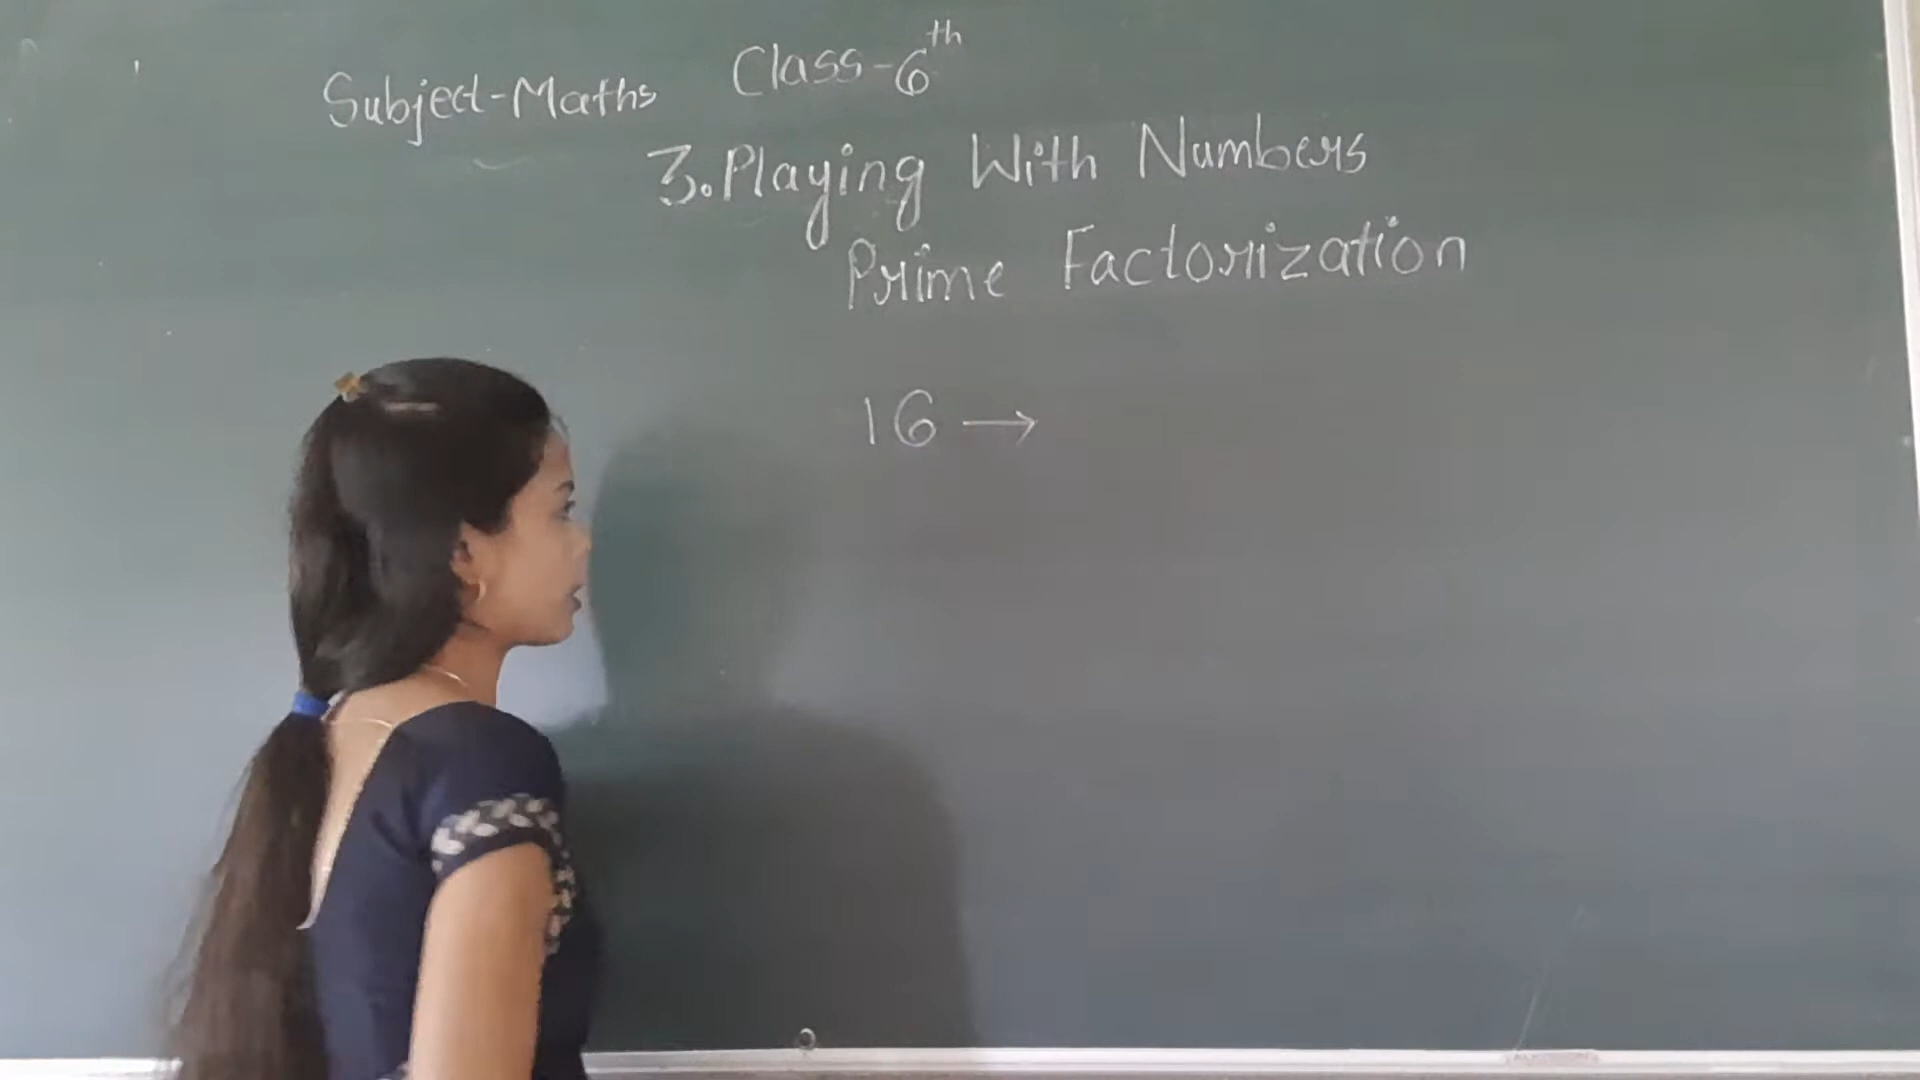 Subject-Maths Class-6th
3. Playing With Numbers
Prime Factorization
16 →